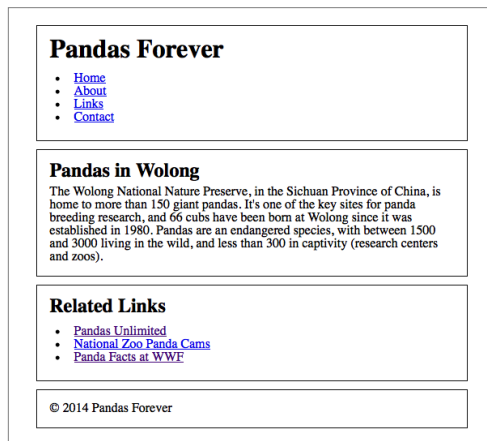 Pandas Forever
Home
About
Links
Contact
Pandas in Wolong
The Wolong National Nature Preserve, in the Sichuan Province of China, is
home to more than 150 giant pandas. It's one of the key sites for panda
breeding research, and 66 cubs have been born at Wolong since it was
established in 1980. Pandas are an endangered species, with between 1500
and 3000 living in the wild, and less than 300 in captivity (research centers
and zoos).
Related Links
Pandas Unlimited
National Zoo Panda Cams
Panda Facts at WWF
© 2014 Pandas Forever